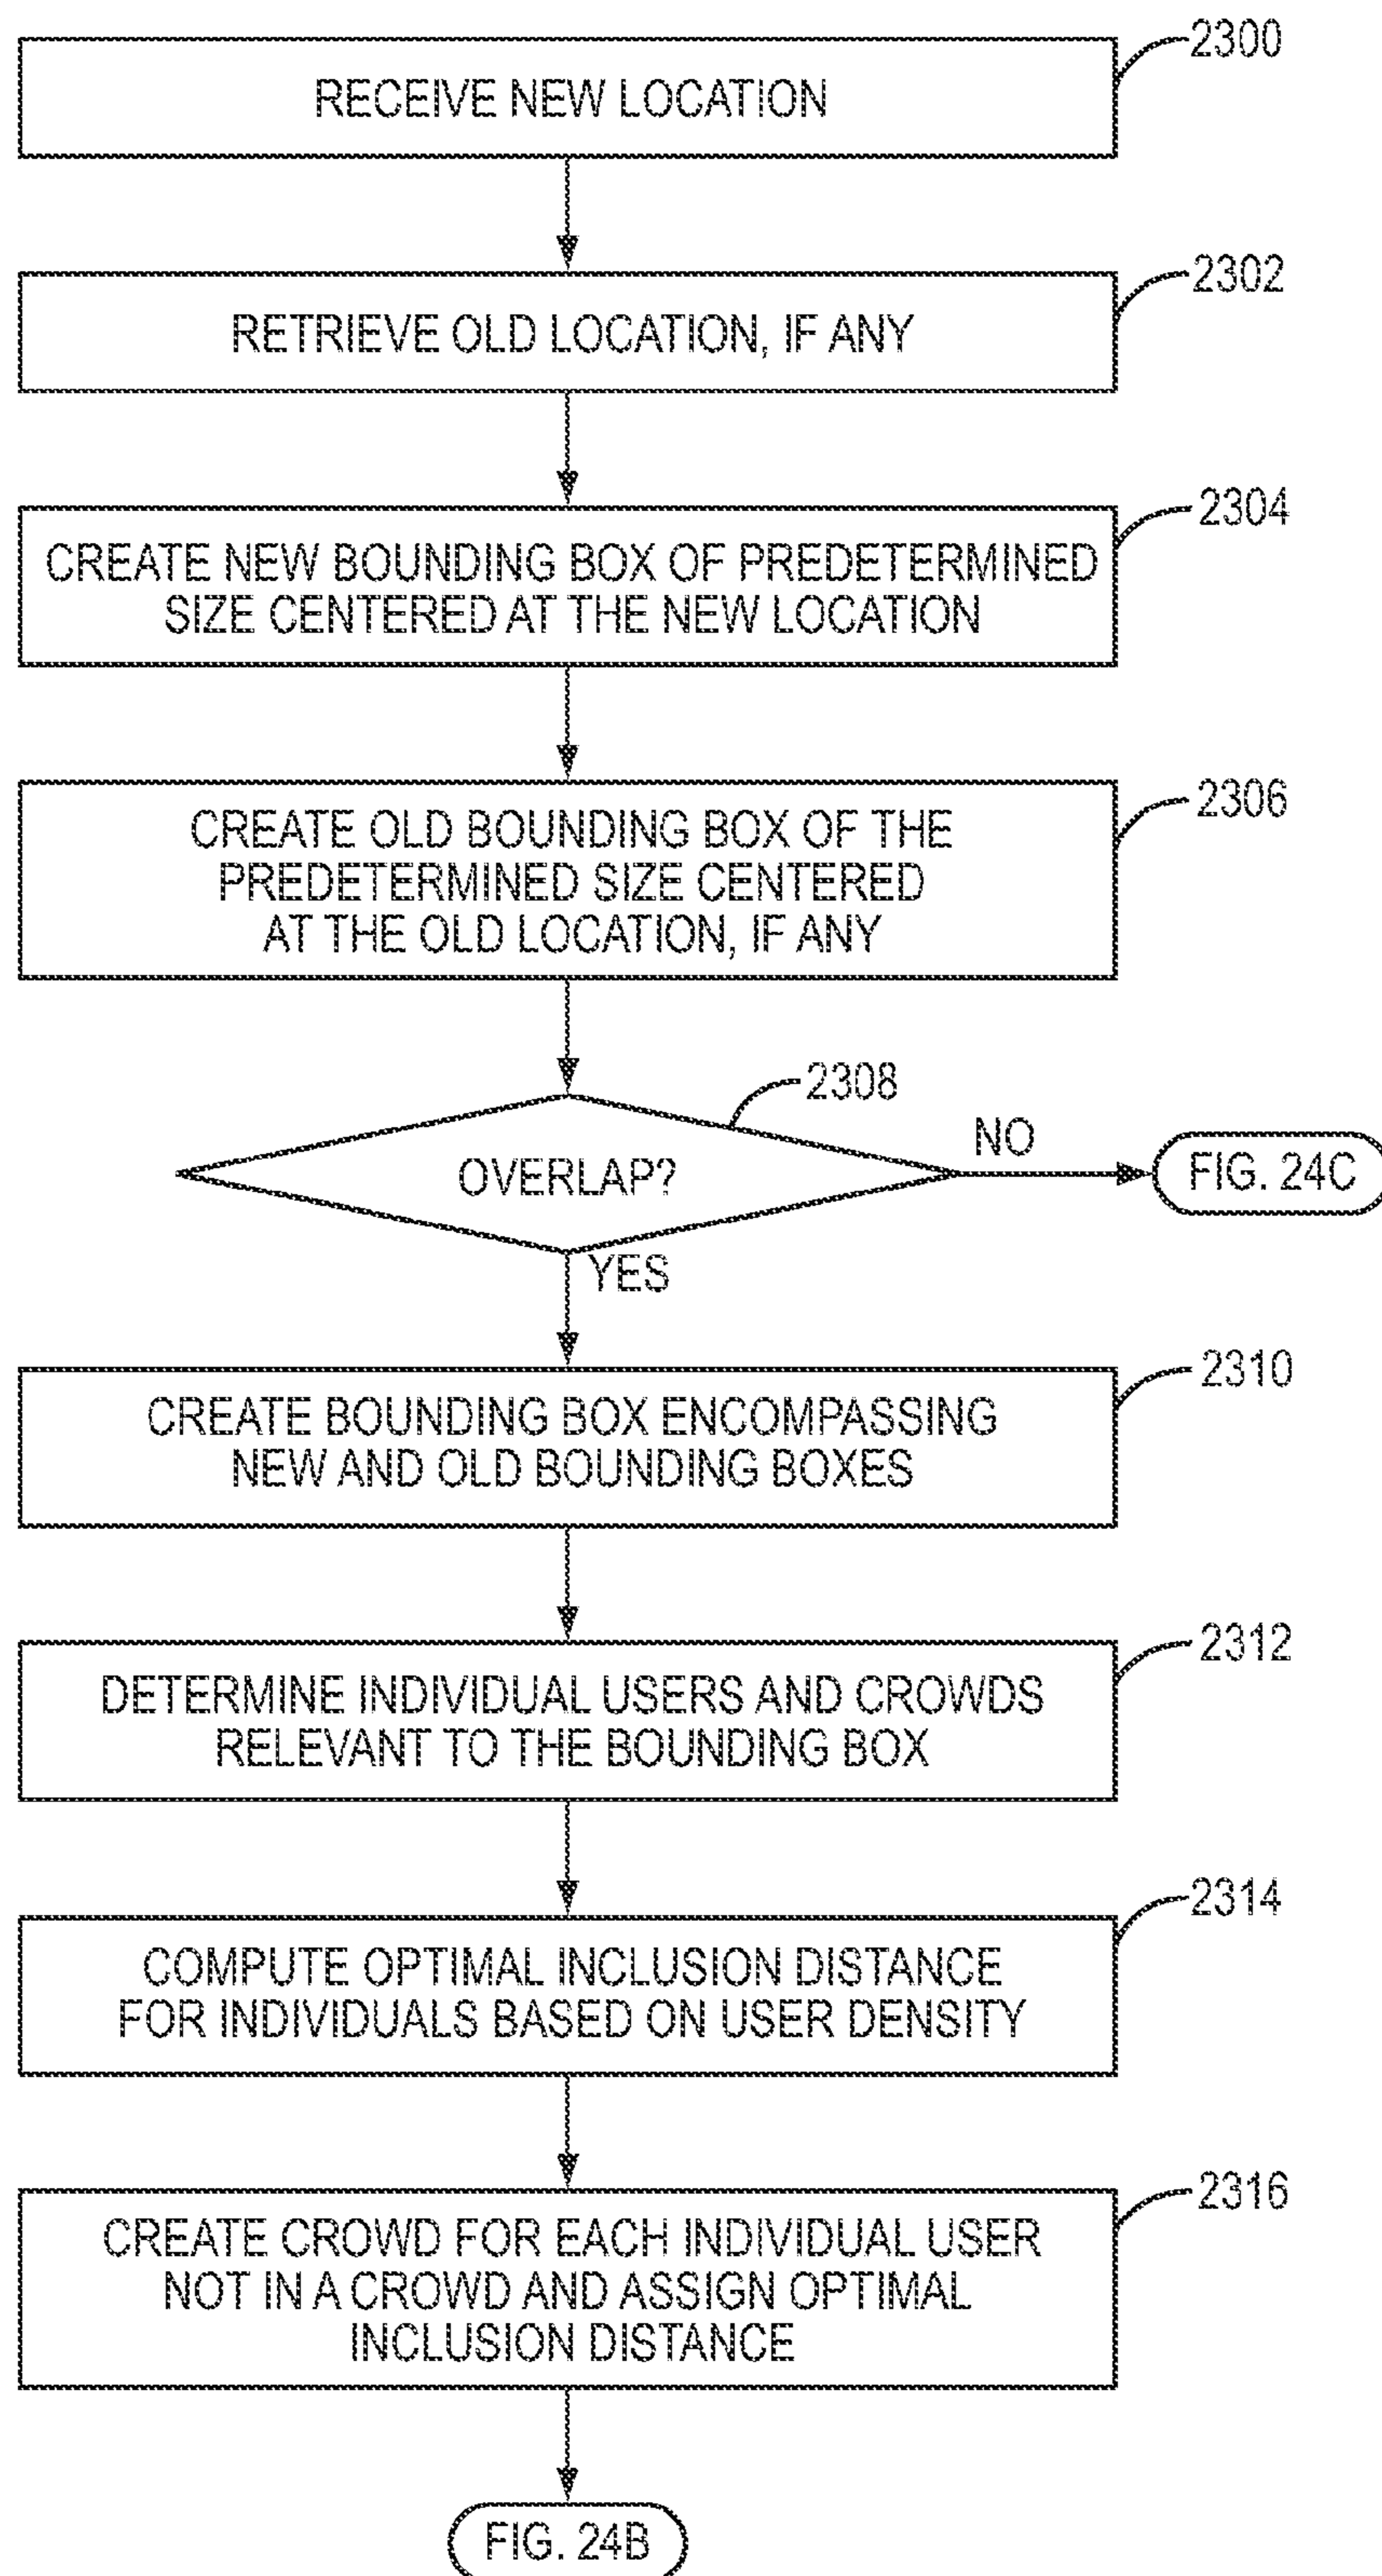 2300
RECEIVE NEW LOCATION
2302
RETRIEVE OLD LOCATION, IF ANY
2304
CREATE NEW BOUNDING BOX OF PREDETERMINED
SIZE CENTERED AT THE NEW LOCATION
2306
CREATE OLD BOUNDING BOX OF THE
PREDETERMINED SIZE CENTERED
AT THE OLD LOCATION, IF ANY
2308
OVERLAP?
NO
FIG. 24C
YES
2310
CREATE BOUNDING BOX ENCOMPASSING
NEW AND OLD BOUNDING BOXES
2312
DETERMINE INDIVIDUAL USERS AND CROWDS
RELEVANT TO THE BOUNDING BOX
2314
COMPUTE OPTIMAL INCLUSION DISTANCE
FOR INDIVIDUALS BASED ON USER DENSITY
2316
CREATE CROWD FOR EACH INDIVIDUAL USER
NOT IN A CROWD AND ASSIGN OPTIMAL
INCLUSION DISTANCE
FIG. 24B